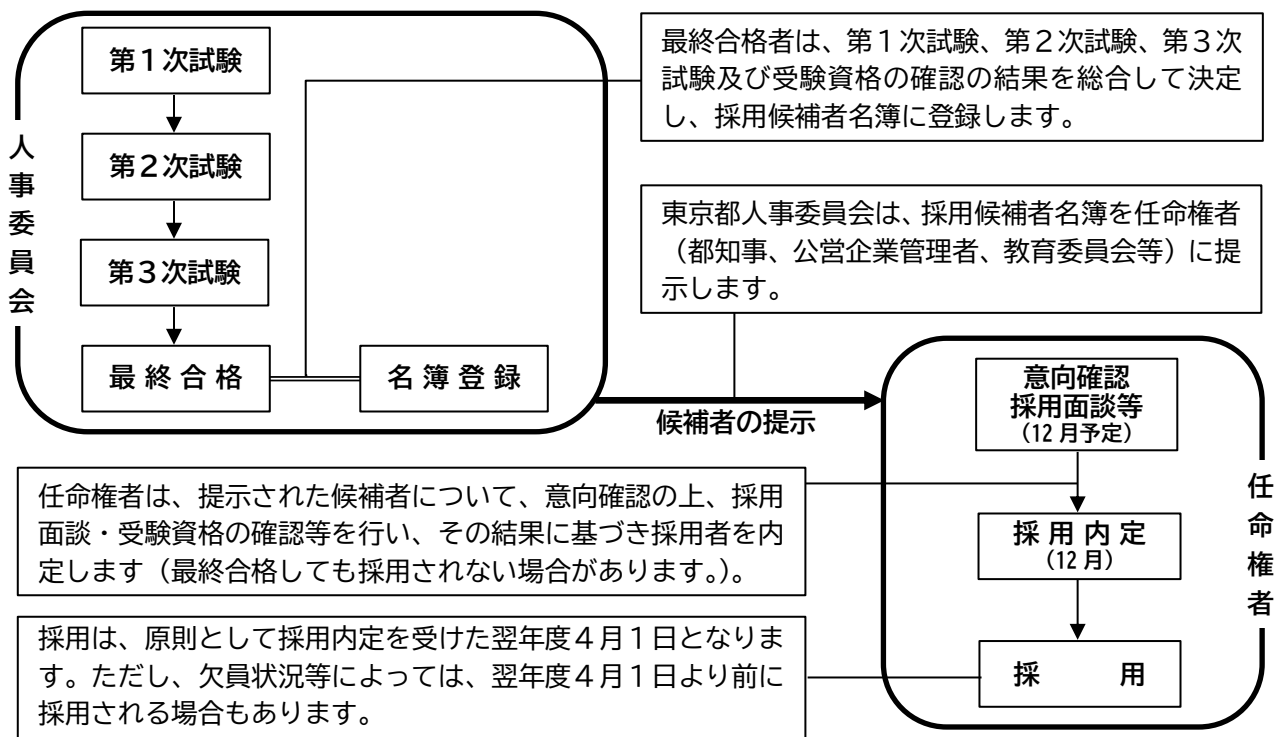 人事委員会
第１次試験
第２次試験
第３次試験
最終合格
名簿登録
最終合格者は、第１次試験、第２次試験、第３次
試験及び受験資格の確認の結果を総合して決定
し、採用候補者名簿に登録します。
東京都人事委員会は、採用候補者名簿を任命権者
（都知事、公営企業管理者、教育委員会等）に提
示します。
候補者の提示
任命権者
意向確認
採用面談等
（12月予定）
任命権者は、提示された候補者について、意向確認の上、採用
面談・受験資格の確認等を行い、その結果に基づき採用者を内
定します（最終合格しても採用されない場合があります。）。
採用内定
（12月）
採用は、原則として採用内定を受けた翌年度４月１日となりま
す。ただし、欠員状況等によっては、翌年度４月１日より前に
採用される場合もあります。
採　　用